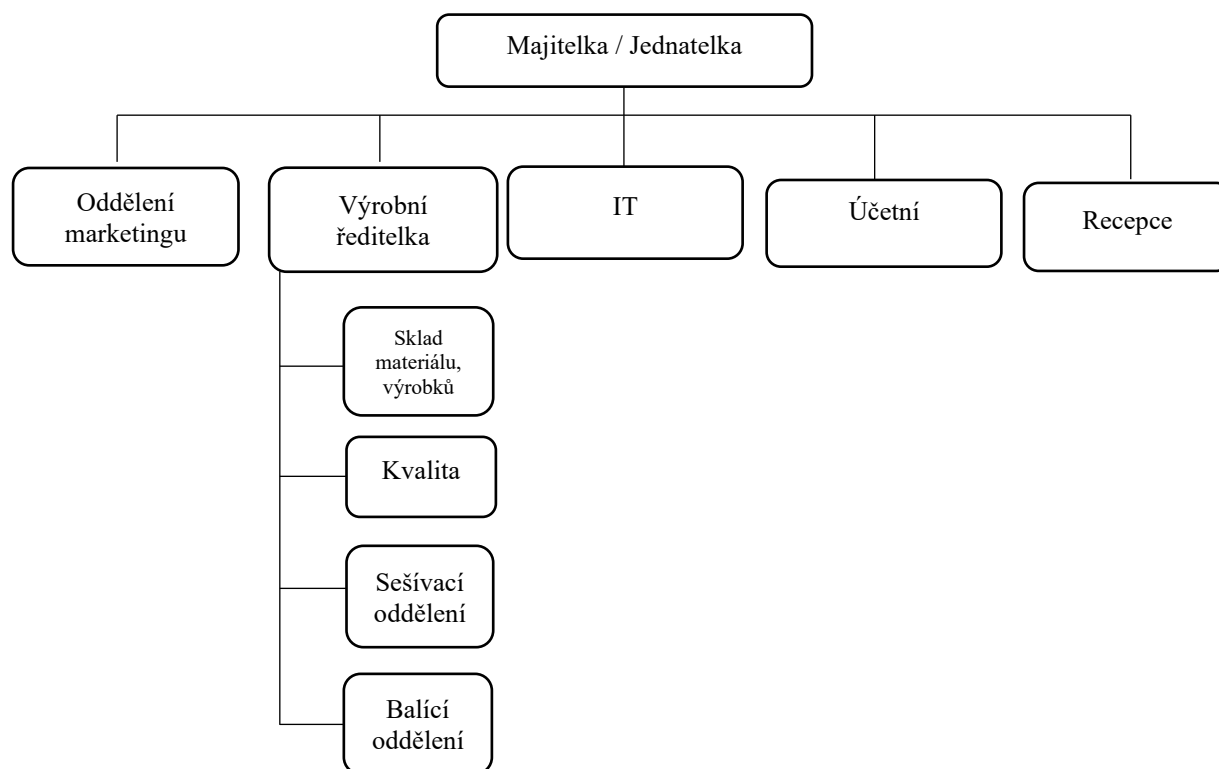 Majitelka / Jednatelka
Oddělení
marketingu
Výrobní
ředitelka
IT
Účetní
Recepce
Sklad
materiálu,
výrobků
Kvalita
Sešívací
oddělení
Balící
oddělení